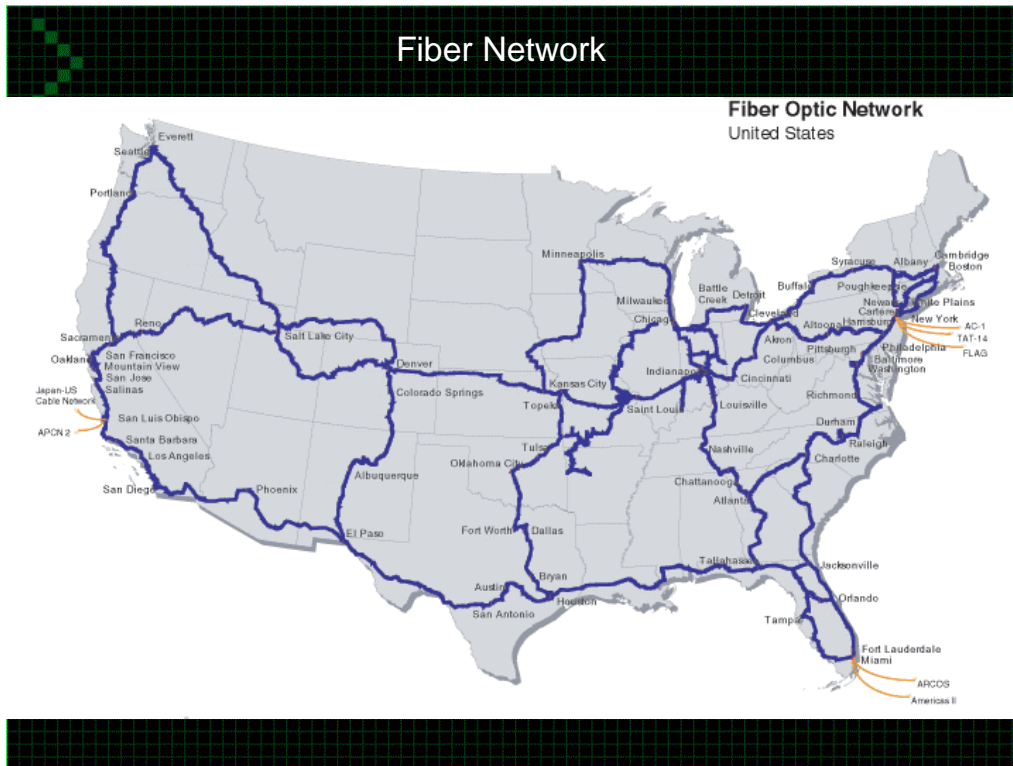 Fiber Network
Fiber Optic Network
United States
Everett
Seattle
Portland
Minneapolis
Syracuse
Albany
Cambridge
Boston
Buffalo
Poughkeepsie
Battle
Creek
Detroit
Milwaukee
Newark
White Plains
Carteret
New York
Chicago
Cleveland
Altoona
Harrisburg
AC-1
TAT-14
FLAG
Reno
Sacramento
Salt Lake City
Akron
Columbus
Pittsburgh
Philadelphia
Baltimore
Washington
Oakland
San Francisco
Mountain View
San Jose
Salinas
Denver
Indianapolis
Cincinnati
Kansas City
Colorado Springs
Japan-US
Cable Network
Topeka
Saint Louis
Louisville
Richmond
San Luis Obispo
APCN 2
Durham
Raleigh
Santa Barbara
Los Angeles
Tulsa
Nashville
Charlotte
Oklahoma City
Albuquerque
Chattanooga
San Diego
Phoenix
Atlanta
El Paso
Fort Worth
Dallas
Tallahassee
Jacksonville
Bryan
Austin
Houston
Orlando
San Antonio
Tampa
Fort Lauderdale
Miami
ARCOS
Americas II